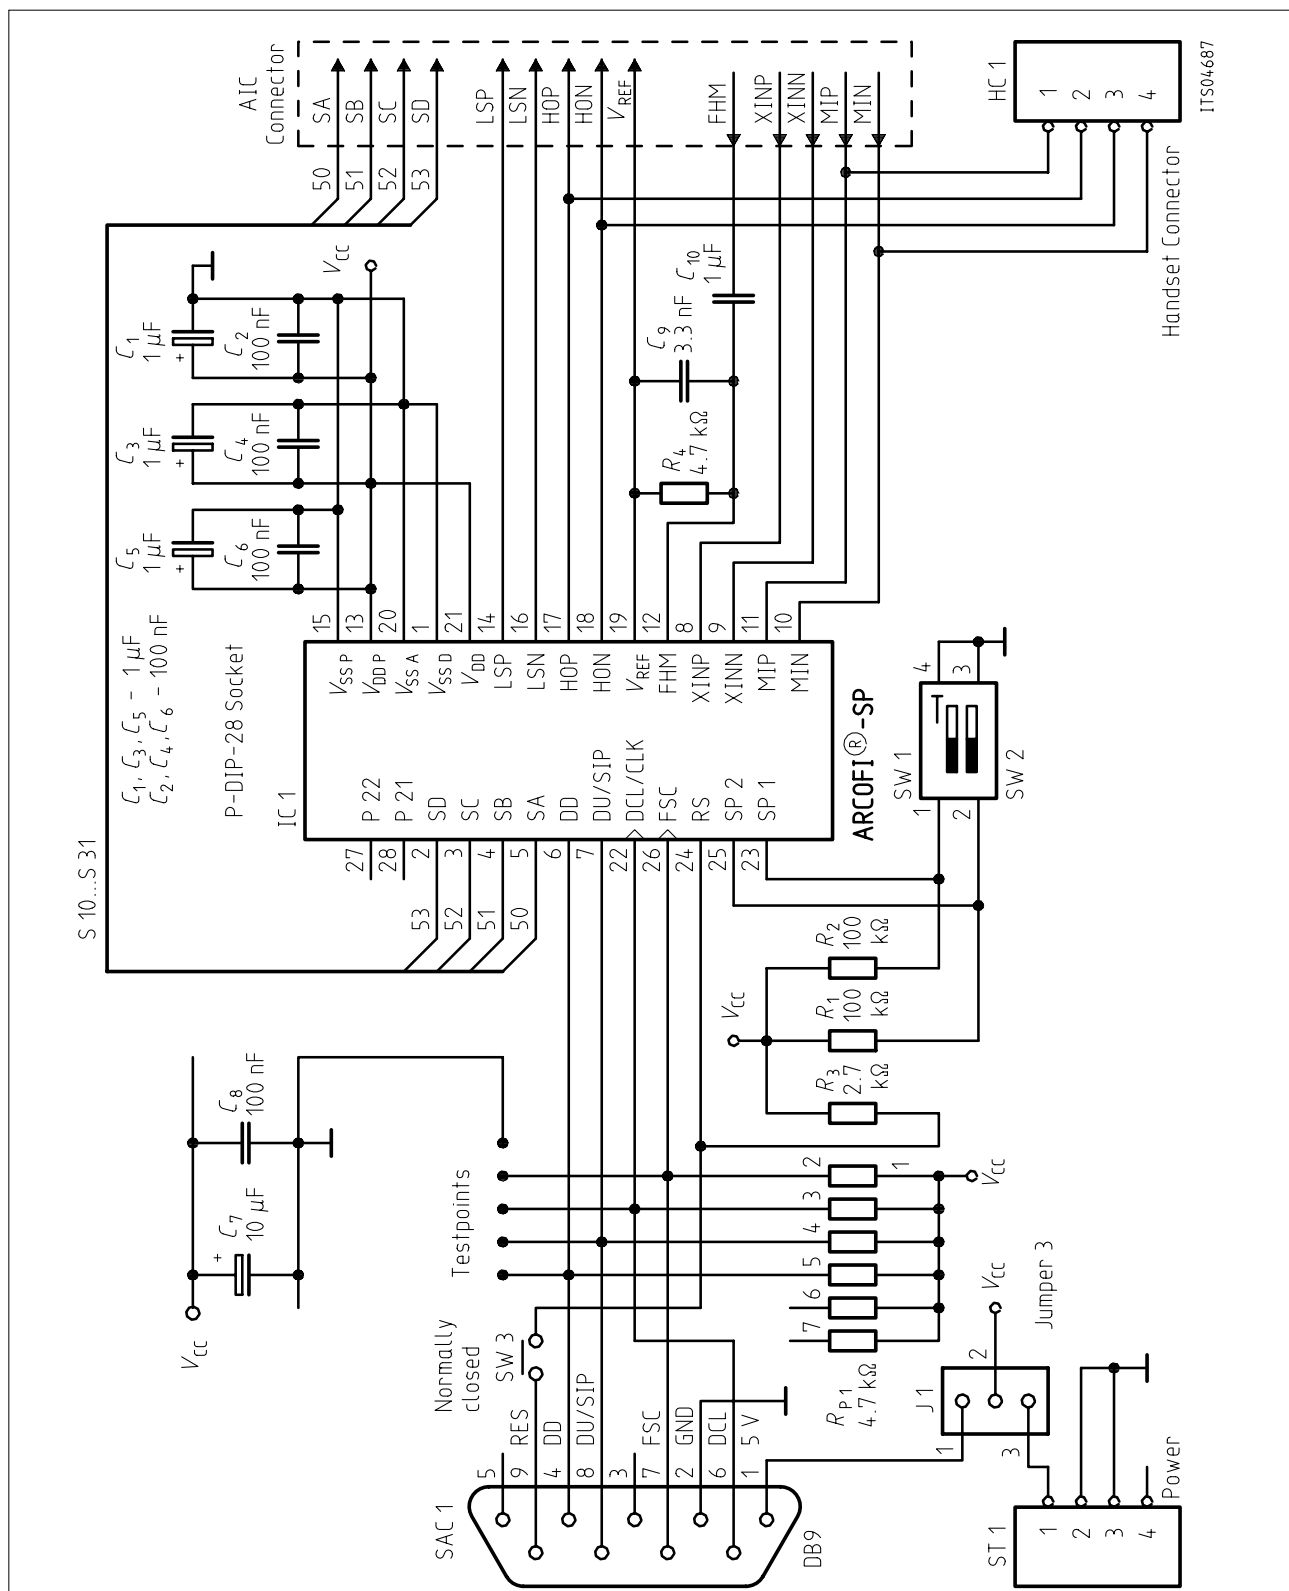 S 10...S 31
C1, C3, C5 – 1 µF
C2, C4, C6 – 100 nF
P-DIP-28 Socket
VCC
C7
10 µF
+
C8
100 nF
C5
1 µF
+
C6
100 nF
C3
1 µF
+
C4
100 nF
C1
1 µF
+
C2
100 nF
VCC
AIC
Connector
50
SA
51
SB
52
SC
53
SD
LSP
LSN
HOP
HON
VREF
FHM
XINP
XINN
MIP
MIN
Testpoints
Normally
closed
SW 3
SAC 1
DB9
5
9
RES
4
DD
8
DU/SIP
3
7
FSC
2
GND
6
DCL
1
5 V
53
52
51
50
IC 1
27
P 22
28
P 21
2
SD
3
SC
4
SB
5
SA
6
DD
7
DU/SIP
22
DCL/CLK
26
FSC
24
RS
25
SP 2
23
SP 1
VSS P
15
VDD P
13
VSS A
20
VSS D
1
VDD
21
LSP
14
LSN
16
HOP
17
HON
18
VREF
19
FHM
12
XINP
8
XINN
9
MIP
11
MIN
10
ARCOFI®-SP
R4
4.7 kΩ
C9
3.3 nF
C10
1 µF
VCC
R3
2.7
kΩ
R1
100
kΩ
R2
100
kΩ
RP1
4.7 kΩ
7
6
5
4
3
2
1
VCC
SW 1
SW 2
1
2
T
4
3
J 1
1
2
3
VCC
Jumper 3
ST 1
1
2
3
4
Power
HC 1
1
2
3
4
Handset Connector
ITS04687